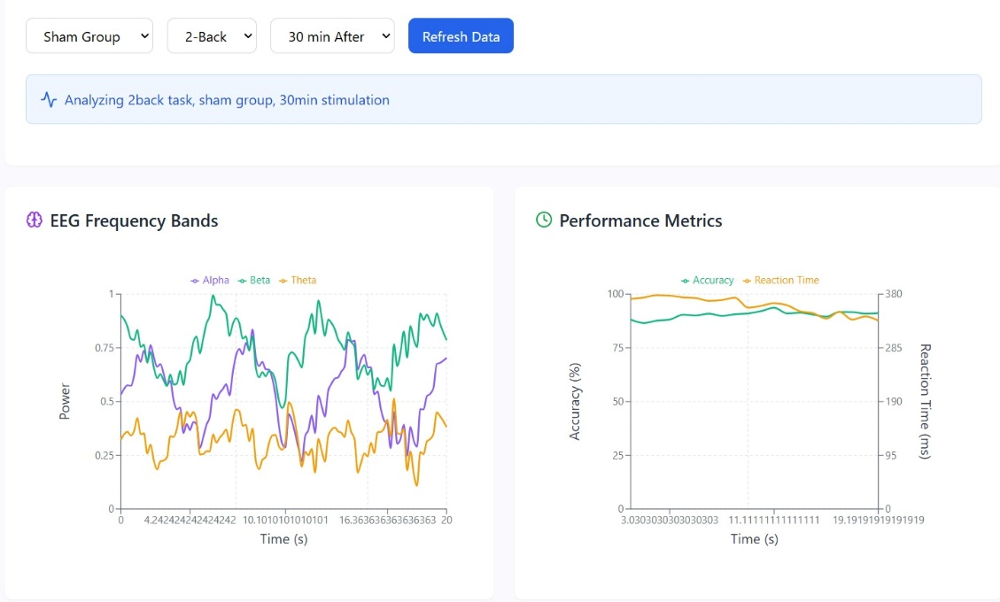 Sham Group 2-Back 30 min After Refresh Data
Analyzing 2back task, sham group, 30min stimulation
EEG Frequency Bands
Alpha Beta Theta
1
0.75
0.5
0.25
0
Power
0 4.242424242424242 10.1010101010101 16.363636363636363 20
Time (s)
Performance Metrics
Accuracy Reaction Time
100
75
50
25
0
Accuracy (%)
380
285
190
95
0
Reaction Time (ms)
3.0303030303030303 11.11111111111111 19.19191919191919
Time (s)